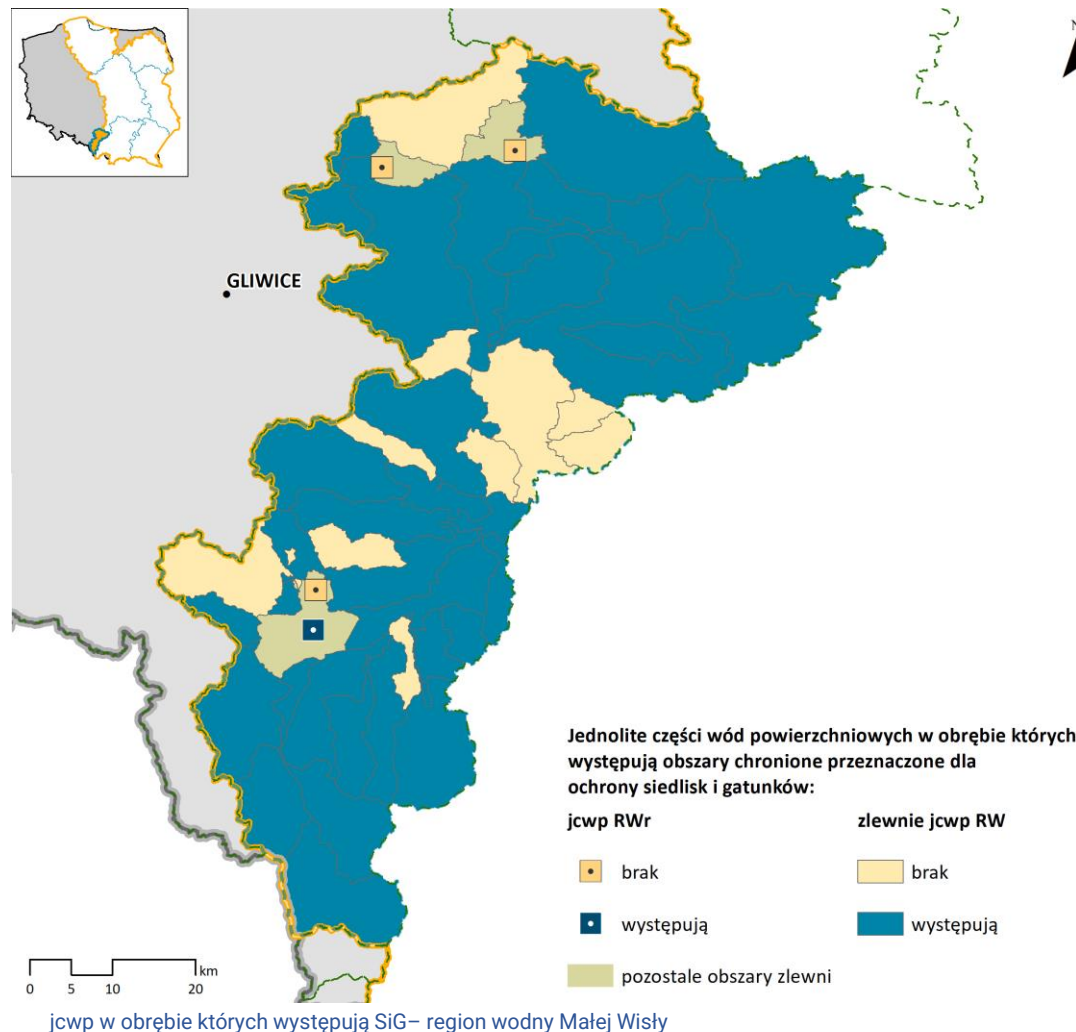 N
GLIWICE
Jednolite części wód powierzchniowych w obrębie których
występują obszary chronione przeznaczone dla
ochrony siedlisk i gatunków:
jcwp RWr
zlewnie jcwp RW
brak
brak
występują
występują
pozostałe obszary zlewni
km
0 5 10 20
jcwp w obrębie których występują SiG– region wodny Małej Wisły